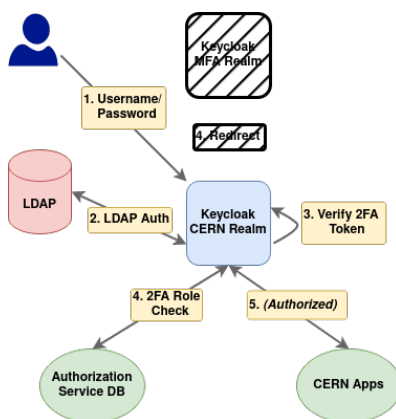 Keycloak
MFA Realm
1. Username/
Password
4. Redirect
LDAP
2. LDAP Auth
Keycloak
CERN Realm
3. Verify 2FA
Token
4. 2FA Role
Check
5. (Authorized)
Authorization
Service DB
CERN Apps